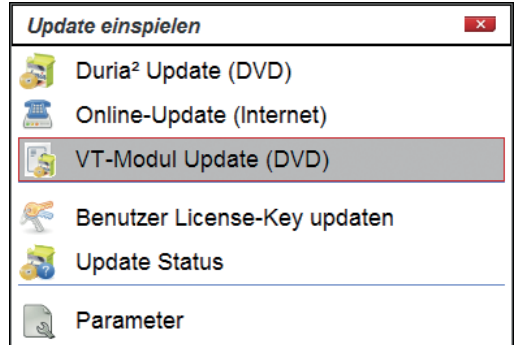 Update einspielen
Duria² Update (DVD)
Online-Update (Internet)
VT-Modul Update (DVD)
Benutzer License-Key updaten
Update Status
Parameter